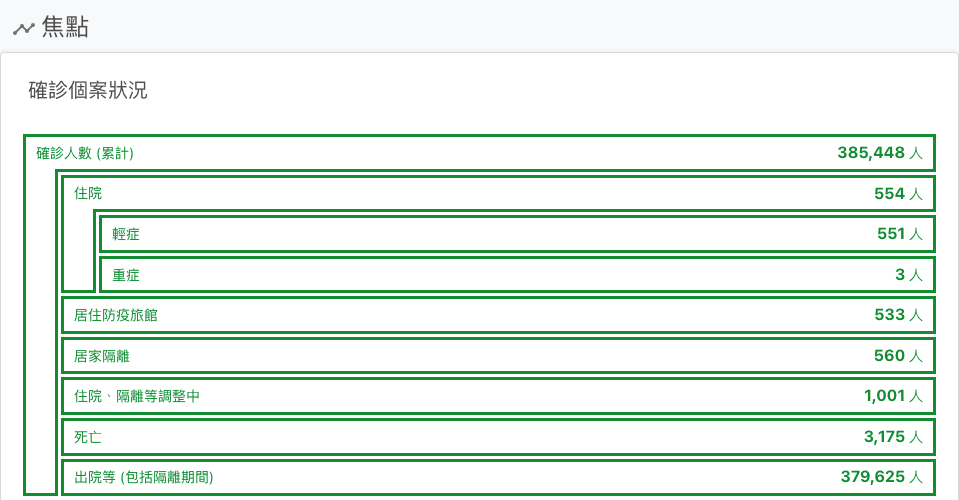 焦點
確診個案狀況
確診人數 (累計) 385,448 人
住院 554 人
輕症 551 人
重症 3 人
居住防疫旅館 533 人
居家隔離 560 人
住院、隔離等調整中 1,001 人
死亡 3,175 人
出院等 (包括隔離期間) 379,625 人